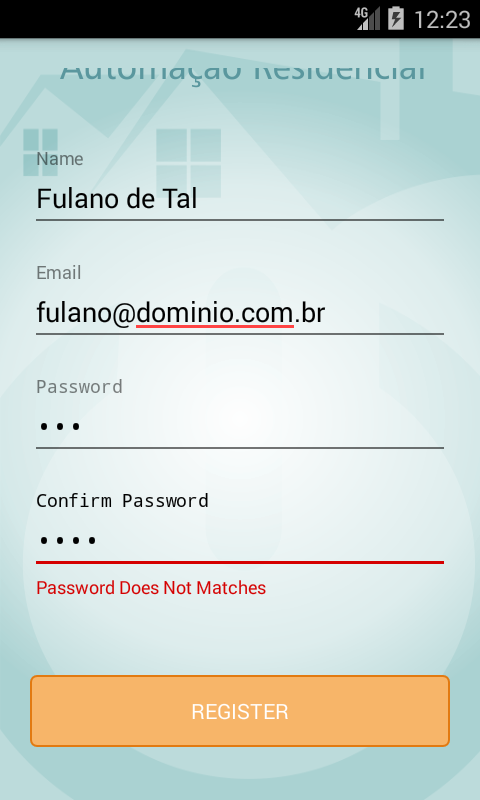 4G 12:23
Automação Residencial
Name
Fulano de Tal
Email
fulano@dominio.com.br
Password
•••
Confirm Password
••••
Password Does Not Matches
REGISTER